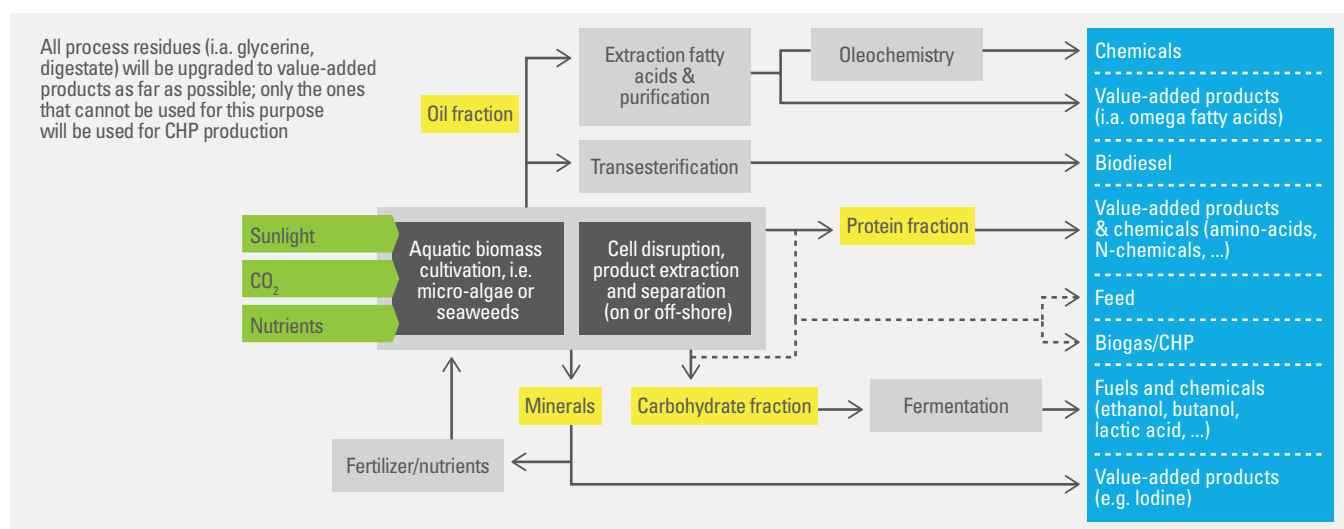 All process residues (i.a. glycerine,
digestate) will be upgraded to value-added
products as far as possible; only the ones
that cannot be used for this purpose
will be used for CHP production
Oil fraction
Extraction fatty
acids &
purification
Oleochemistry
Transesterification
Sunlight
CO₂
Nutrients
Aquatic biomass
cultivation, i.e.
micro-algae or
seaweeds
Cell disruption,
product extraction
and separation
(on or off-shore)
Protein fraction
Minerals
Carbohydrate fraction
Fermentation
Fertilizer/nutrients
Chemicals
Value-added products
(i.a. omega fatty acids)
Biodiesel
Value-added products
& chemicals (amino-acids,
N-chemicals, ...)
Feed
Biogas/CHP
Fuels and chemicals
(ethanol, butanol,
lactic acid, ...)
Value-added products
(e.g. Iodine)